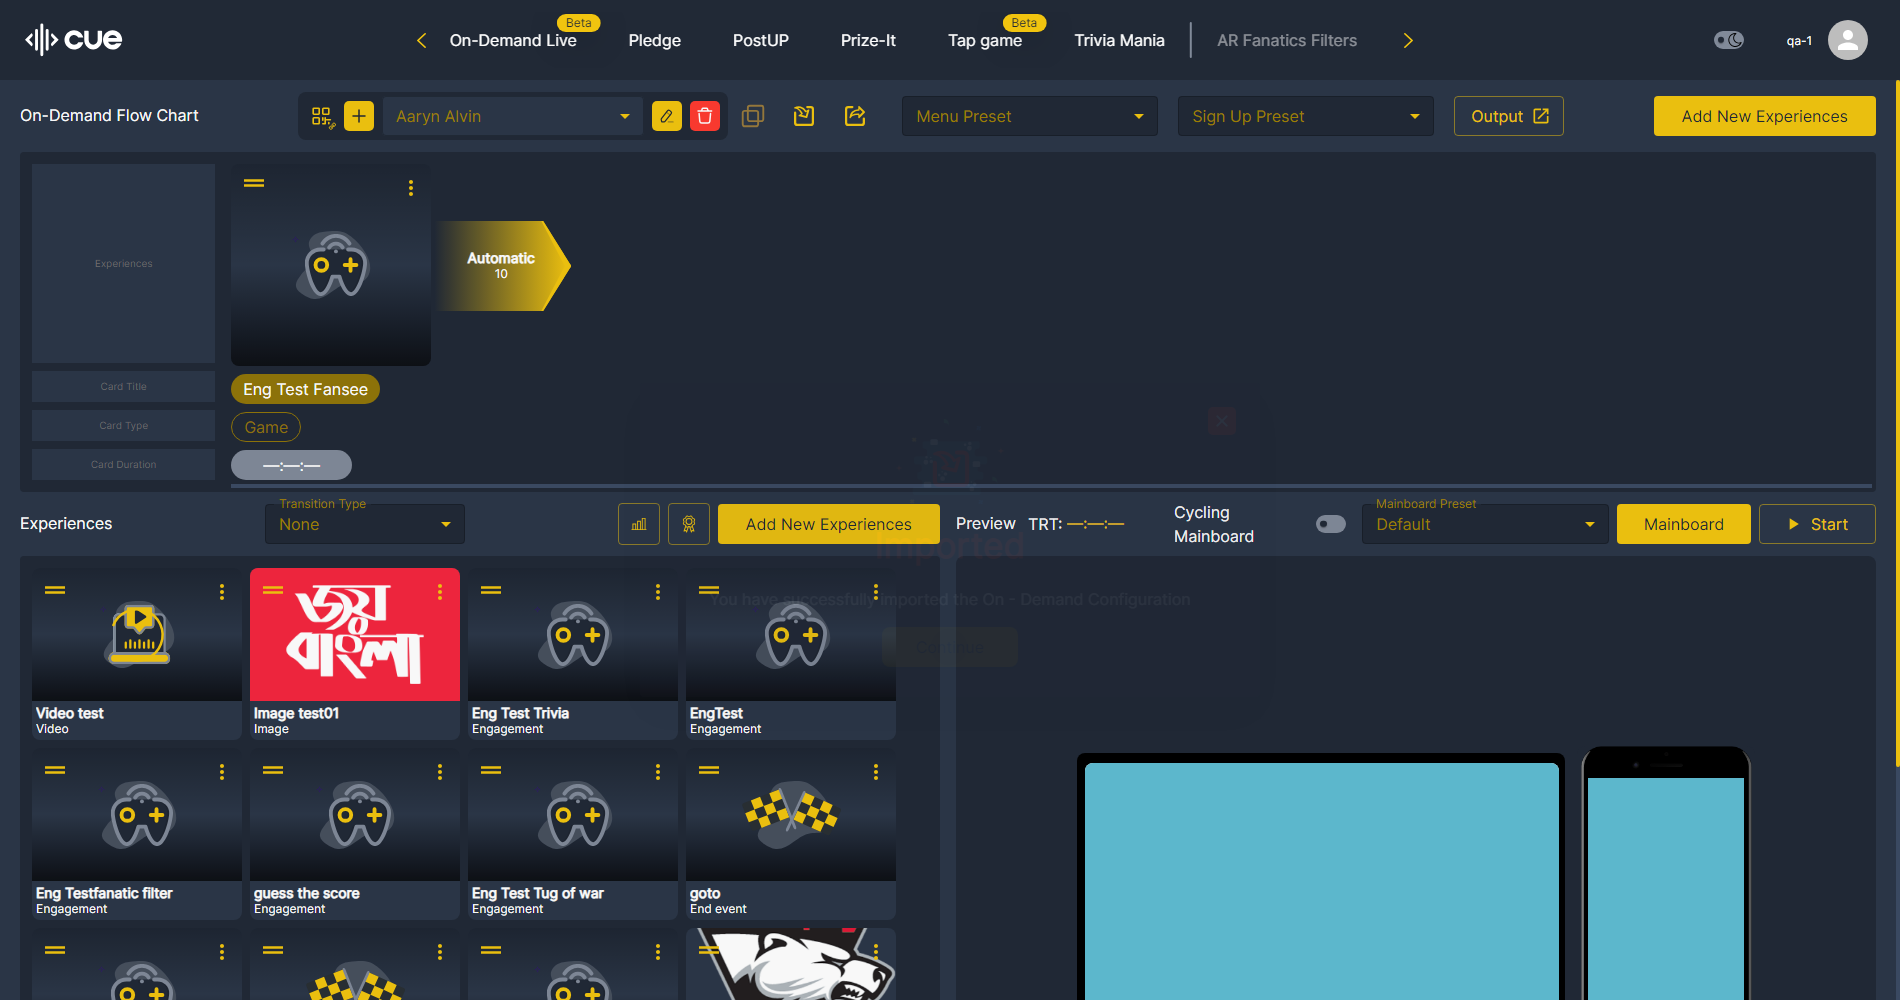 cue
On-Demand Live
Beta
Pledge
PostUP
Prize-It
Tap game
Beta
Trivia Mania
AR Fanatics Filters
qa-1
On-Demand Flow Chart
Aaryn Alvin
Menu Preset
Sign Up Preset
Output
Add New Experiences
Experiences
Automatic
10
Card Title
Eng Test Fansee
Card Type
Game
Card Duration
—:—:—
Experiences
Transition Type
None
Add New Experiences
Preview
TRT: —:—:—
Cycling
Mainboard
Mainboard Preset
Default
Mainboard
Start
Imported
You have successfully imported the On - Demand Configuration
Video test
Video
জয়
বাংলা
Image test01
Image
Eng Test Trivia
Engagement
EngTest
Engagement
Eng Testfanatic filter
Engagement
guess the score
Engagement
Eng Test Tug of war
Engagement
goto
End event